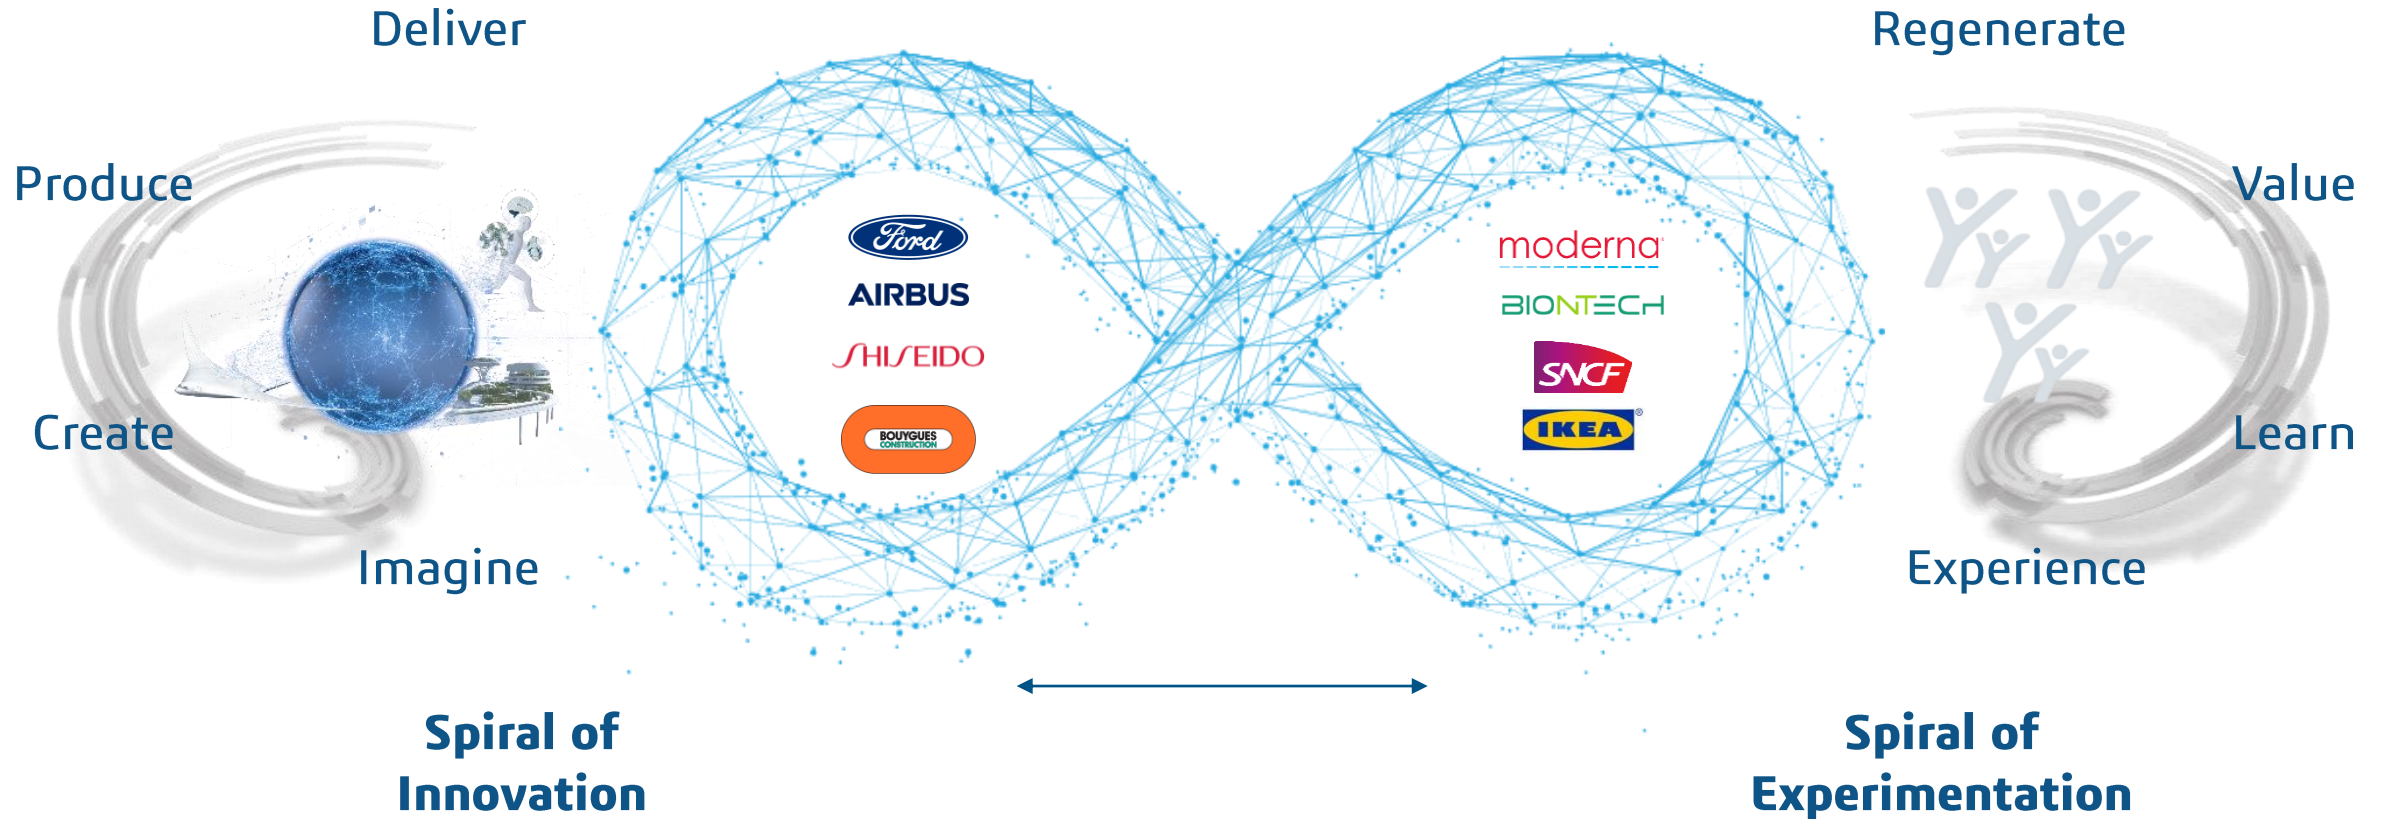 Deliver
Regenerate
Produce
Value
Ford
moderna
AIRBUS
BIONTECH
SHISEIDO
SNCF
Create
BOUYGUES
CONSTRUCTION
IKEA®
Learn
Imagine
Experience
Spiral of
Innovation
Spiral of
Experimentation